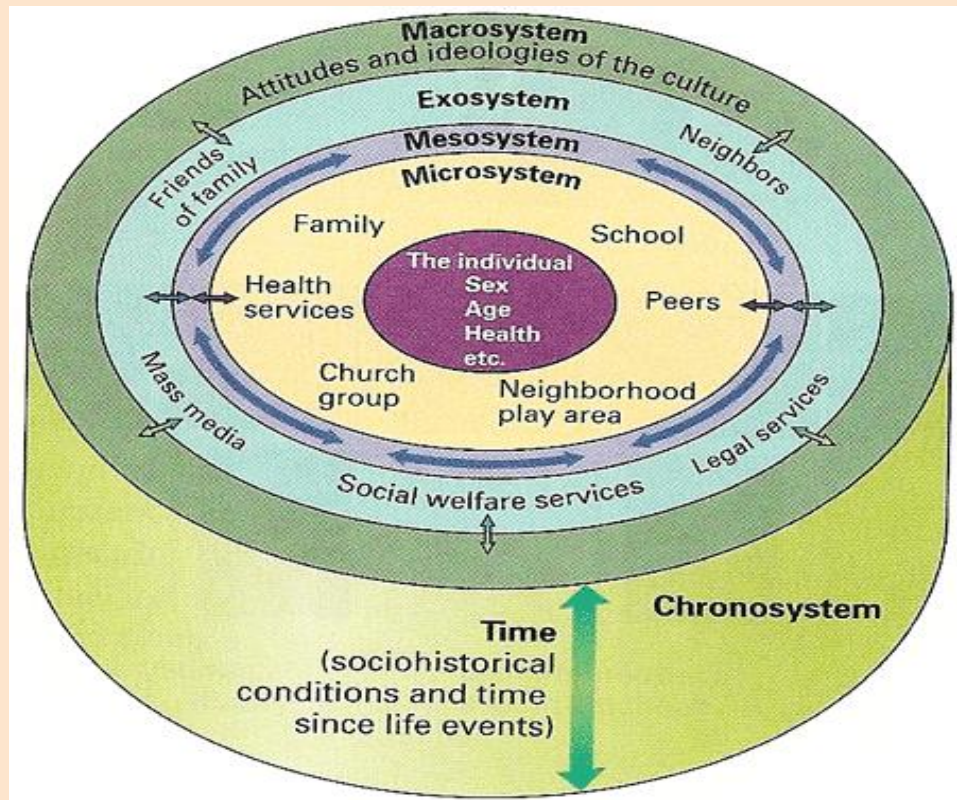 Macrosystem
Attitudes and ideologies of the culture
Exosystem
Mesosystem
Microsystem
Friends
of family
Neighbors
Family
School
The individual
Sex
Age
Health
etc.
Health
services
Peers
Church
group
Neighborhood
play area
Mass media
Legal services
Social welfare services
Chronosystem
Time
(sociohistorical
conditions and time
since life events)